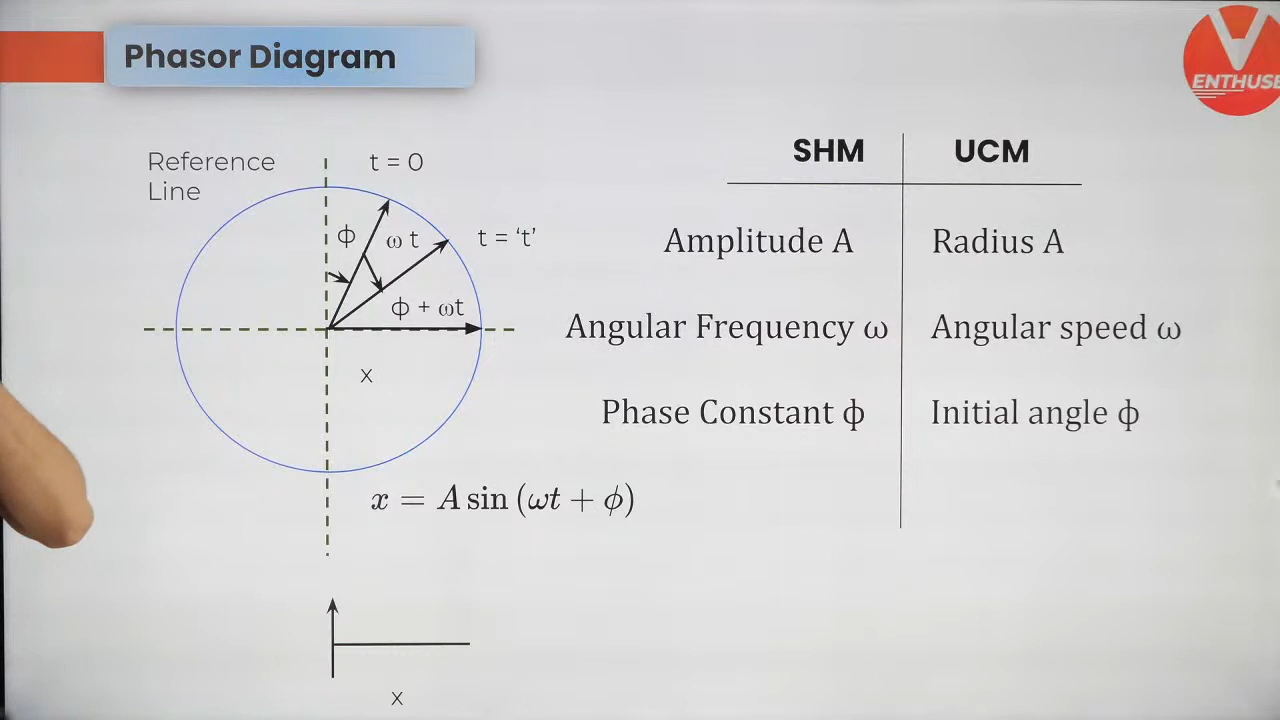 Phasor Diagram
ENTHUSE
Reference
Line
t = 0
ϕ
ω t
t = ‘t’
ϕ + ωt
x
x = A sin (ωt + ϕ)
x
SHM
UCM
Amplitude A
Radius A
Angular Frequency ω
Angular speed ω
Phase Constant ϕ
Initial angle ϕ